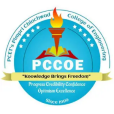 PCET's Pimpri Chinchwad College of Engineering
PCCOE
"Knowledge Brings Freedom"
Progress Credibility Confidence
Optimism Excellence
Since 1999